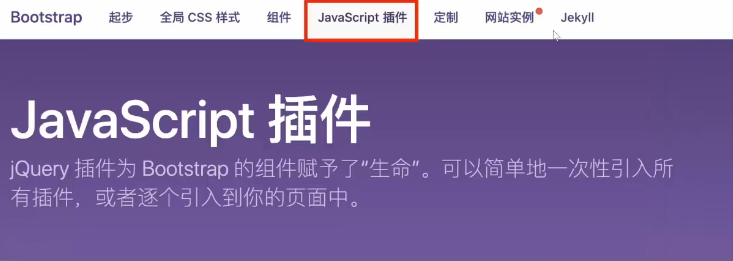 Bootstrap 起步 全局 CSS 样式 组件 JavaScript 插件 定制 网站实例 Jekyll
JavaScript 插件
jQuery 插件为 Bootstrap 的组件赋予了“生命”。可以简单地一次性引入所
有插件，或者逐个引入到你的页面中。